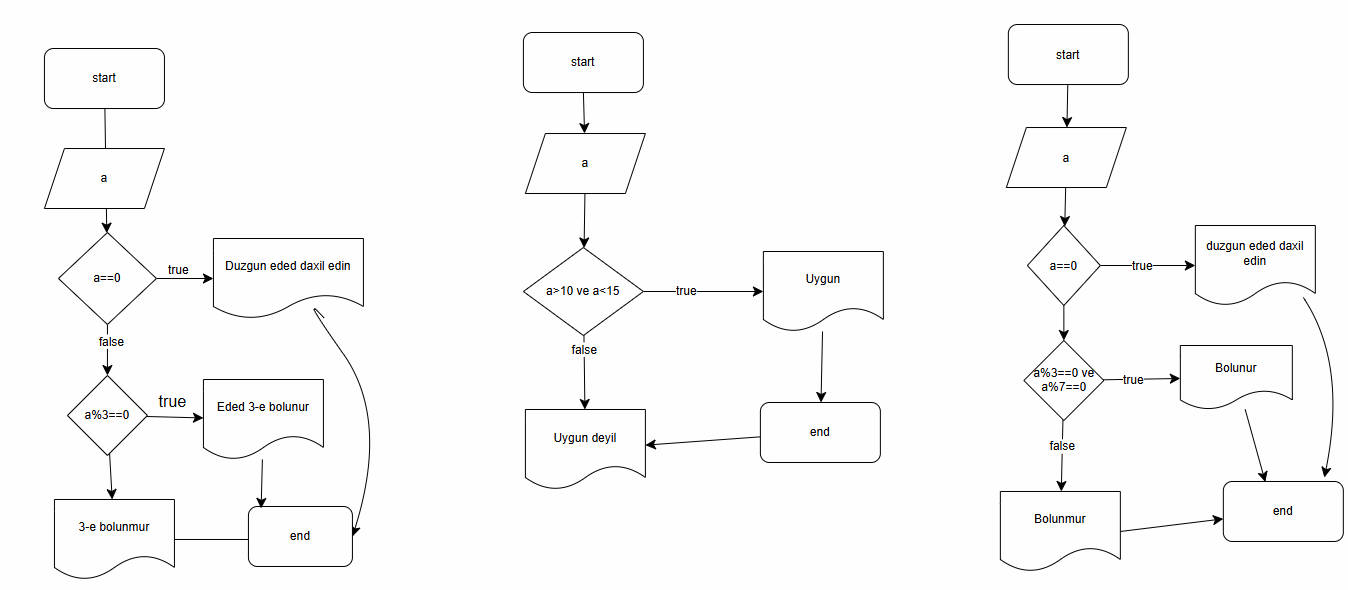 start
a
a==0
true
Duzgun eded daxil edin
false
a%3==0
true
Eded 3-e bolunur
3-e bolunmur
end
start
a
a>10 ve a<15
true
Uygun
false
Uygun deyil
end
start
a
a==0
true
duzgun eded daxil
edin
a%3==0 ve
a%7==0
true
Bolunur
false
Bolunmur
end